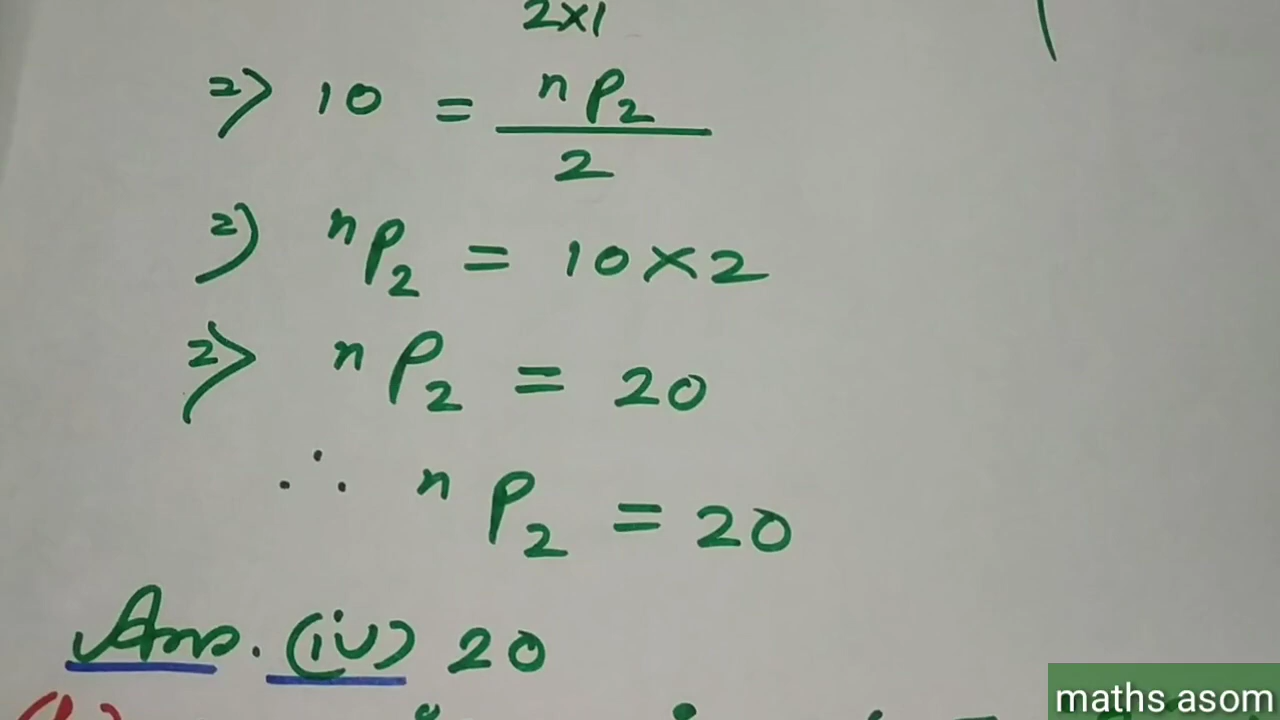 2×1
⇒ 10 = ⁿP₂ / 2
⇒ ⁿP₂ = 10 × 2
⇒ ⁿP₂ = 20
∴ ⁿP₂ = 20
Ans. (iv) 20
maths asom